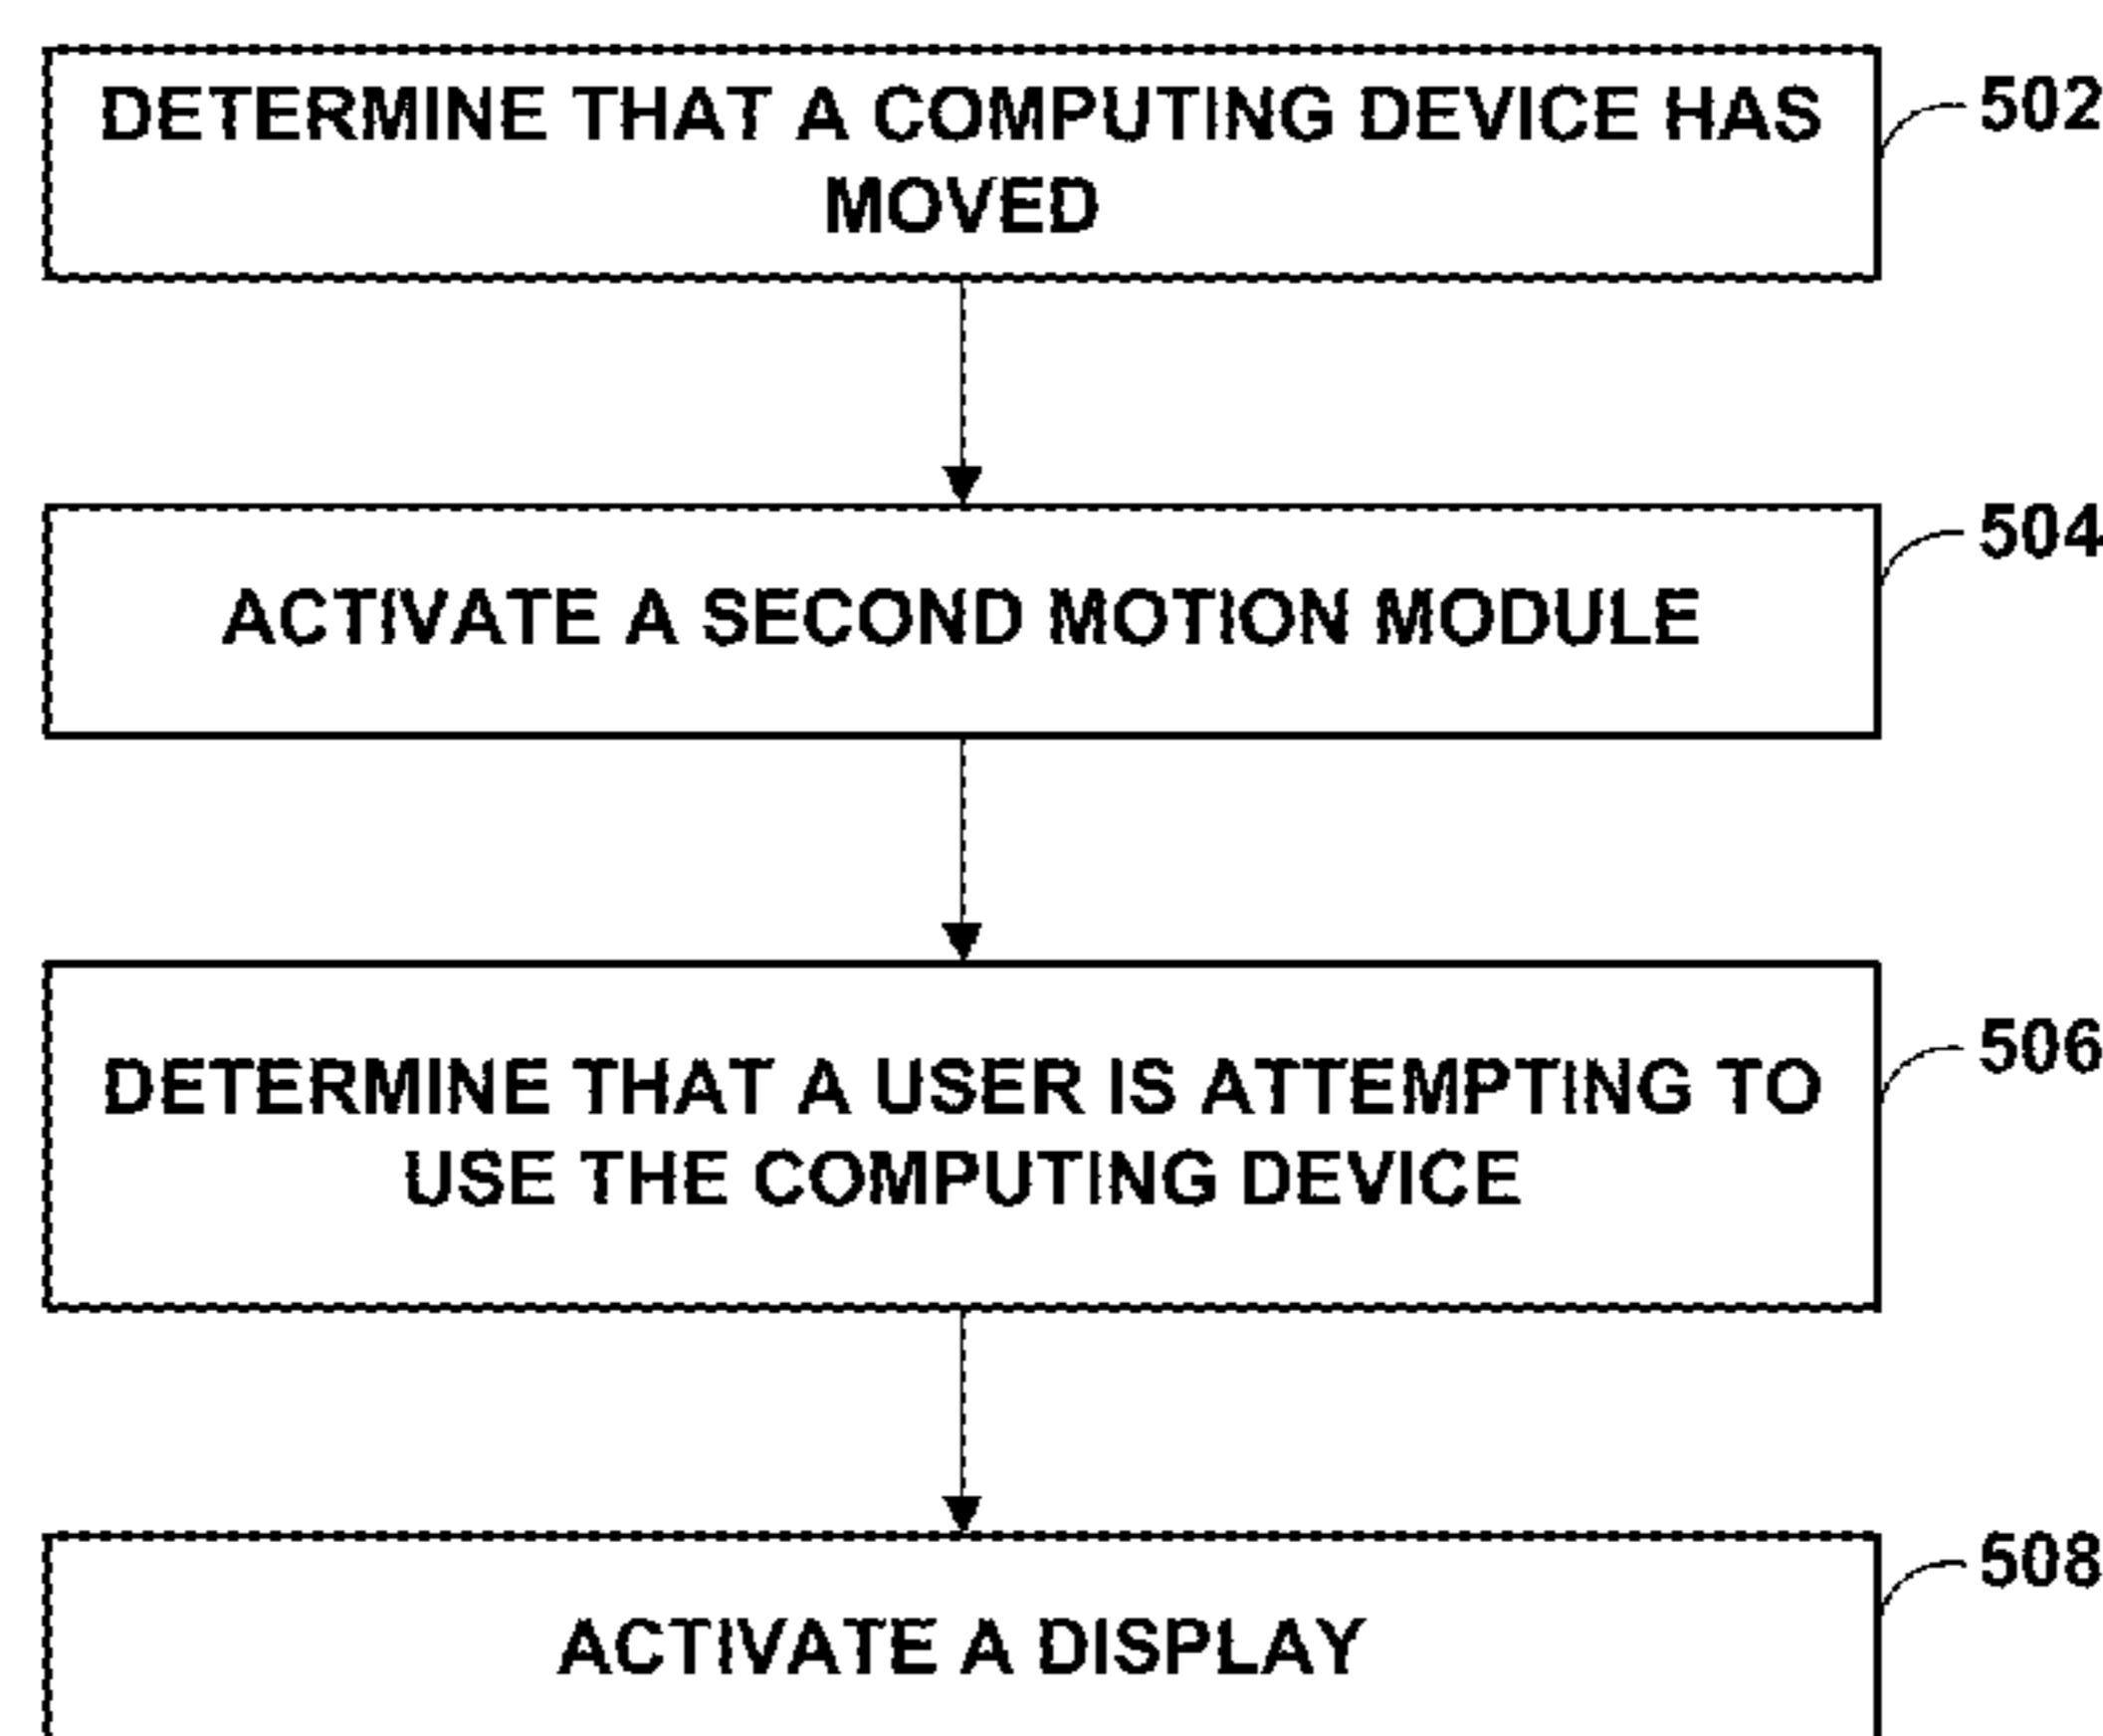 DETERMINE THAT A COMPUTING DEVICE HAS
MOVED
502
ACTIVATE A SECOND MOTION MODULE
504
DETERMINE THAT A USER IS ATTEMPTING TO
USE THE COMPUTING DEVICE
506
ACTIVATE A DISPLAY
508